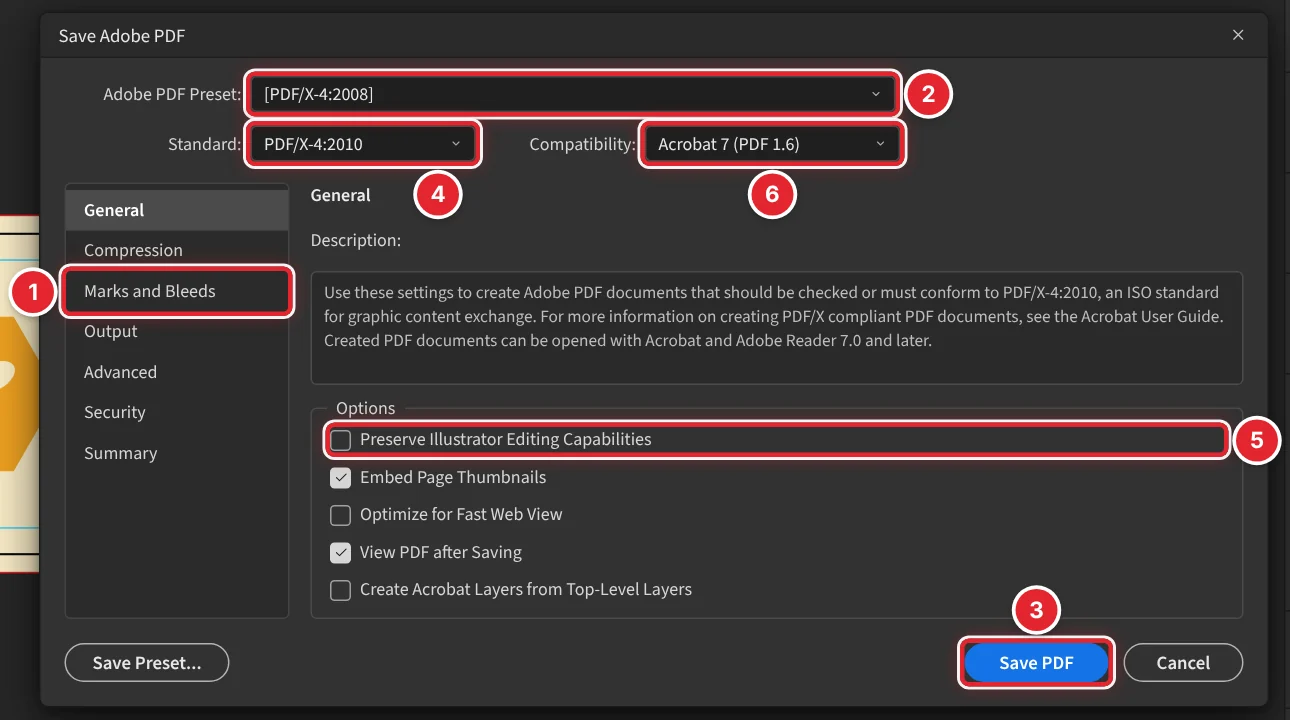 Save Adobe PDF
Adobe PDF Preset: [PDF/X-4:2008] 2
Standard: PDF/X-4:2010 Compatibility: Acrobat 7 (PDF 1.6)
4 6
General
Compression
1 Marks and Bleeds
Output
Advanced
Security
Summary
General
Description:
Use these settings to create Adobe PDF documents that should be checked or must conform to PDF/X-4:2010, an ISO standard
for graphic content exchange. For more information on creating PDF/X compliant PDF documents, see the Acrobat User Guide.
Created PDF documents can be opened with Acrobat and Adobe Reader 7.0 and later.
Options
Preserve Illustrator Editing Capabilities 5
Embed Page Thumbnails
Optimize for Fast Web View
View PDF after Saving
Create Acrobat Layers from Top-Level Layers
3
Save Preset... Save PDF Cancel